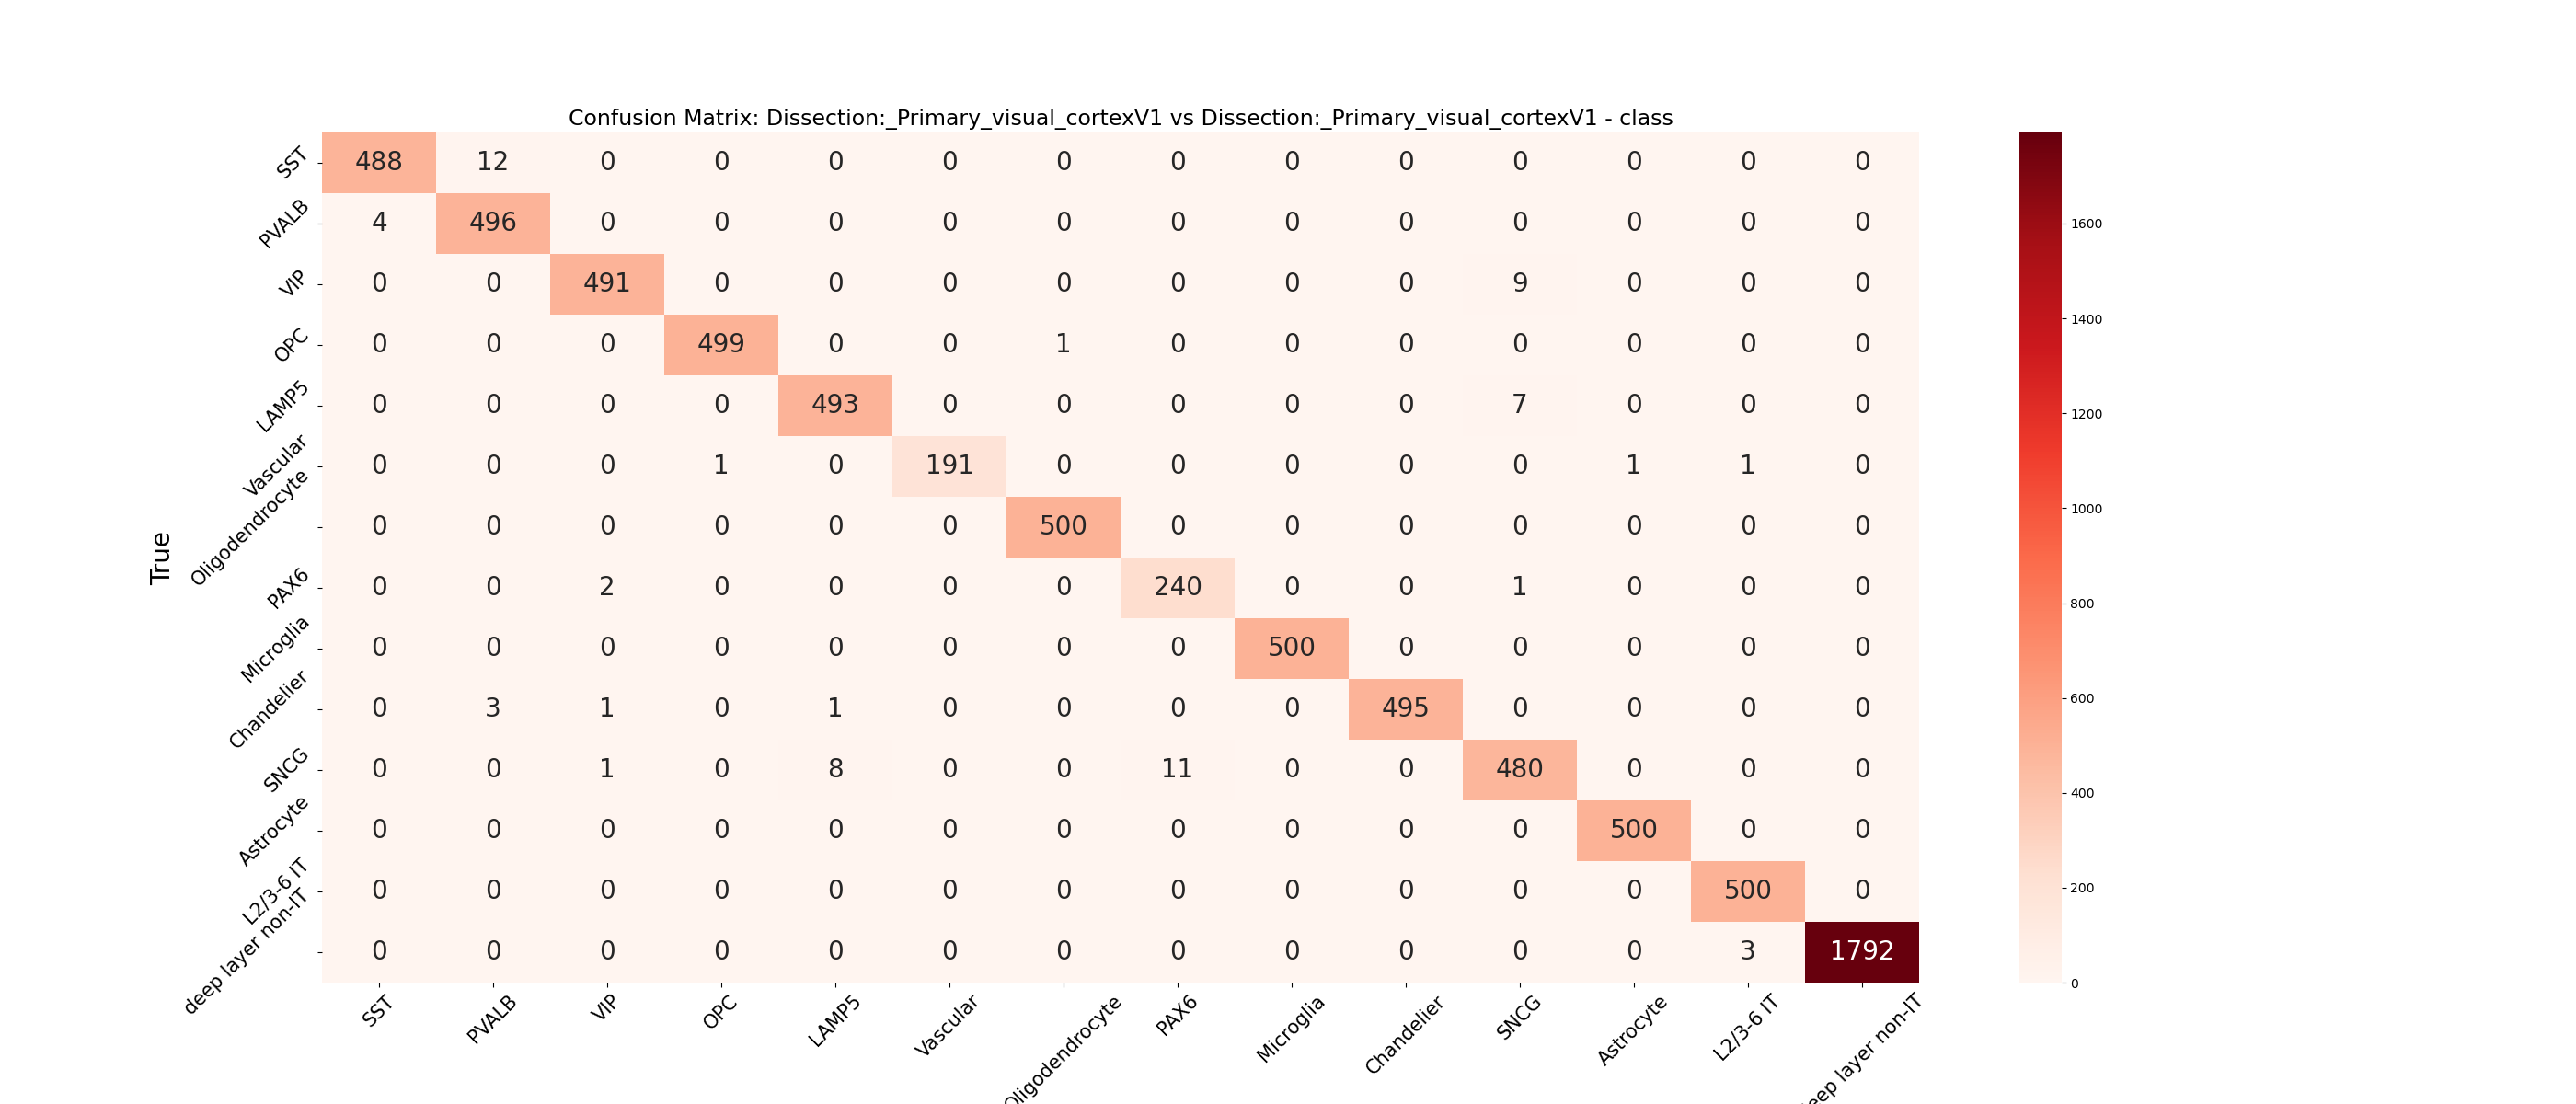 Confusion Matrix: Dissection:_Primary_visual_cortexV1 vs Dissection:_Primary_visual_cortexV1 - class
True
SST 488 12 0 0 0 0 0 0 0 0 0 0 0 0
PVALB 4 496 0 0 0 0 0 0 0 0 0 0 0 0
VIP 0 0 491 0 0 0 0 0 0 0 9 0 0 0
OPC 0 0 0 499 0 0 1 0 0 0 0 0 0 0
LAMP5 0 0 0 0 493 0 0 0 0 0 7 0 0 0
Vascular 0 0 0 1 0 191 0 0 0 0 0 1 1 0
Oligodendrocyte 0 0 0 0 0 0 500 0 0 0 0 0 0 0
PAX6 0 0 2 0 0 0 0 240 0 0 1 0 0 0
Microglia 0 0 0 0 0 0 0 0 500 0 0 0 0 0
Chandelier 0 3 1 0 1 0 0 0 0 495 0 0 0 0
SNCG 0 0 1 0 8 0 0 11 0 0 480 0 0 0
Astrocyte 0 0 0 0 0 0 0 0 0 0 0 500 0 0
L2/3-6 IT 0 0 0 0 0 0 0 0 0 0 0 0 500 0
deep layer non-IT 0 0 0 0 0 0 0 0 0 0 0 0 3 1792
SST PVALB VIP OPC LAMP5 Vascular Oligodendrocyte PAX6 Microglia Chandelier SNCG Astrocyte L2/3-6 IT layer non-IT
1600
1400
1200
1000
800
600
400
200
0